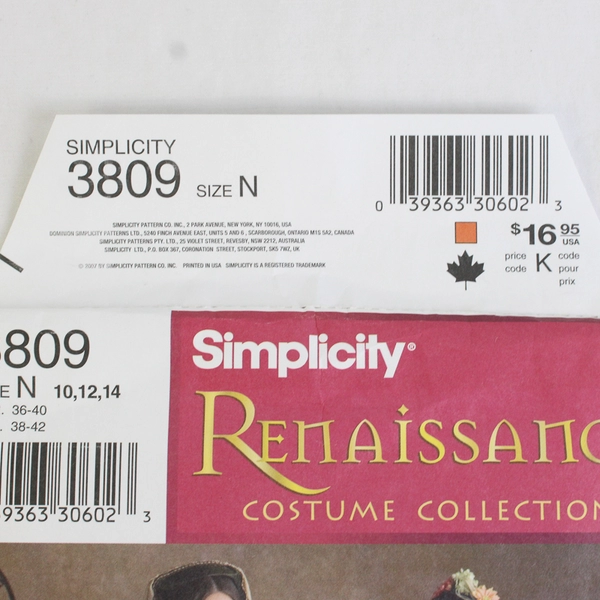 SIMPLICITY
3809 SIZE N
SIMPLICITY PATTERN CO. INC., 2 PARK AVENUE, NEW YORK, NY 10016, USA
DOMINION SIMPLICITY PATTERNS LTD., 5240 FINCH AVENUE EAST, UNITS 5 AND 6, SCARBOROUGH, ONTARIO M1S 5A2, CANADA
SIMPLICITY PATTERNS PTY. LTD., 25 VIOLET STREET, REVESBY, NSW 2212, AUSTRALIA
SIMPLICITY LTD., P.O. BOX 367, CORONATION STREET, STOCKPORT, SK5 7WZ, UK
© 2007 BY SIMPLICITY PATTERN CO. INC. PRINTED IN USA SIMPLICITY IS A REGISTERED TRADEMARK
0 39363 30602 3
$16.95
USA
price code K code pour prix
3809
E N 10,12,14
. 36-40
. 38-42
9363 30602 3
Simplicity®
RENAISSANC
COSTUME COLLECTION